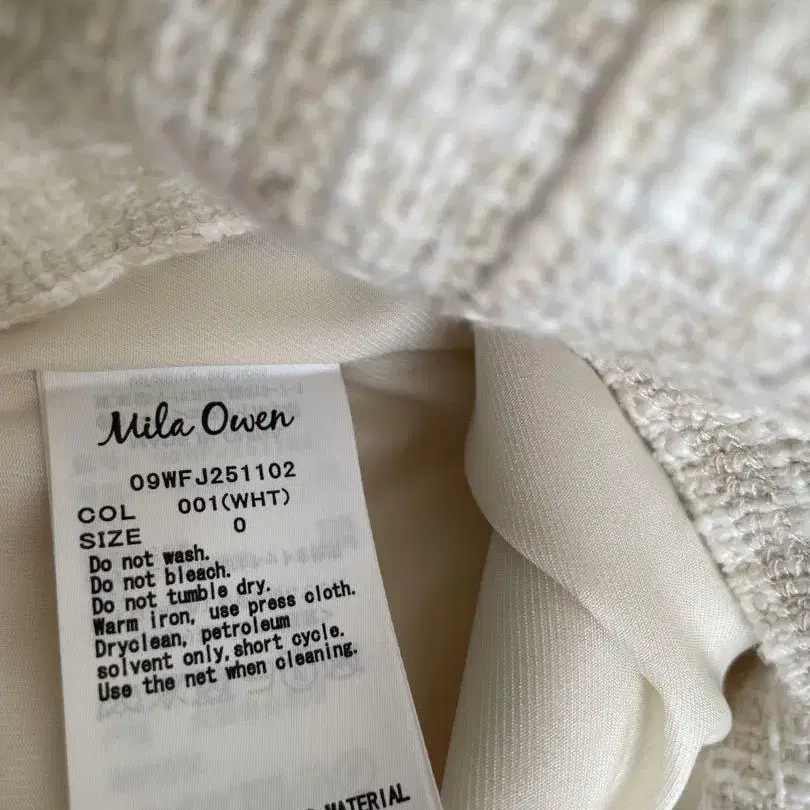 Mila Owen
09WFJ251102
COL 001(WHT)
SIZE 0
Do not wash.
Do not bleach.
Do not tumble dry.
Warm iron, use press cloth.
Dryclean, petroleum
solvent only,short cycle.
Use the net when cleaning.
MATERIAL